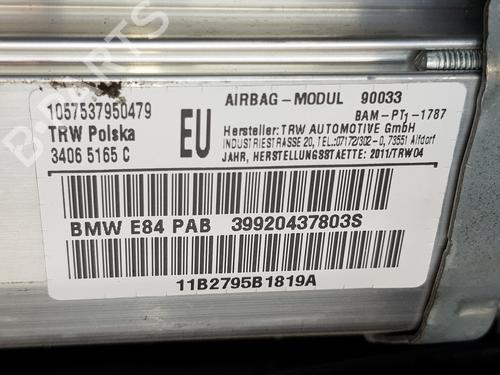 B-PARTS
1057537950479
TRW Polska
3406 5165 C
EU
AIRBAG-MODUL 90033
BAM-PT1-1787
Hersteller: TRW AUTOMOTIVE GmbH
INDUSTRIESTRASSE 20, TEL.:07172/302-0, 73551 Alfdorf
JAHR, HERSTELLUNGSSTAETTE: 2011/TRW04
BMW E84 PAB 39920437803S
11B2795B1819A